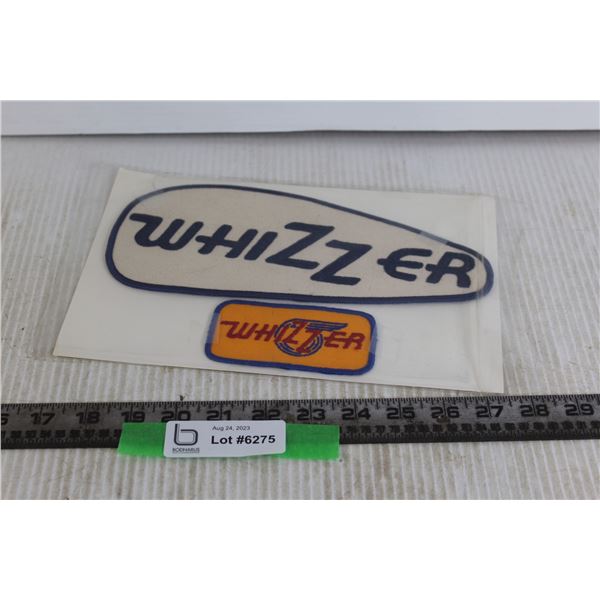 WHIZZER
WHIZZER
17 18 19 20 21 22 23 24 25 26 27 28 29
Aug 24, 2023
Lot #6275
b
BODNARUS